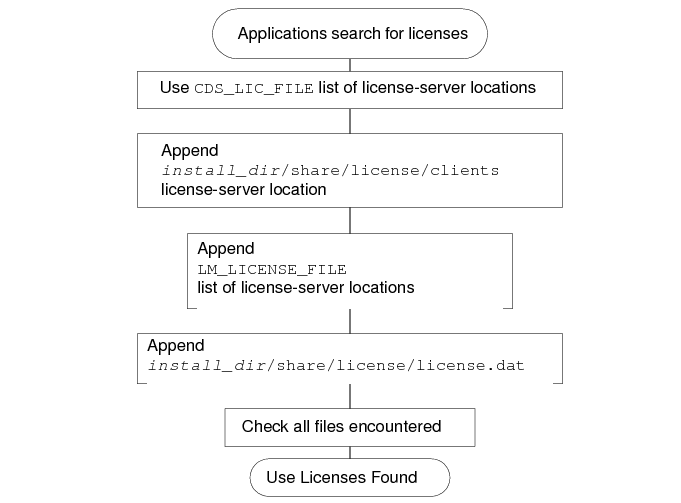 Applications search for licenses
Use CDS_LIC_FILE list of license-server locations
Append
install_dir/share/license/clients
license-server location
Append
LM_LICENSE_FILE
list of license-server locations
Append
install_dir/share/license/license.dat
Check all files encountered
Use Licenses Found